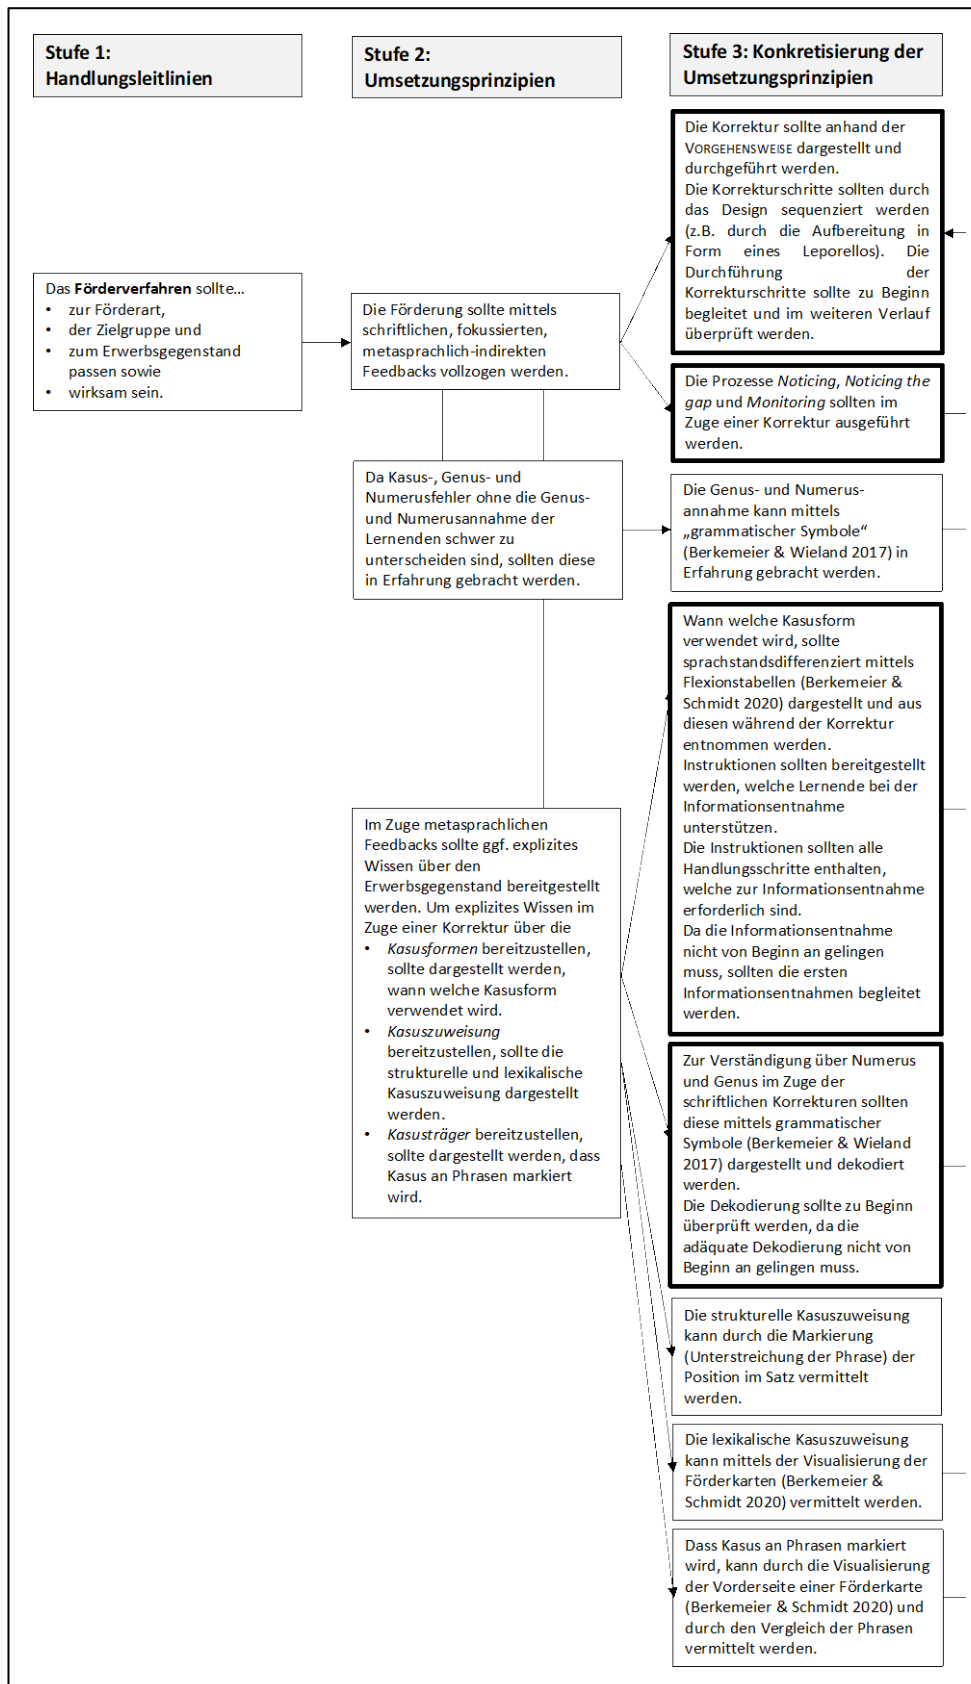 Stufe 1:
Handlungsleitlinien
Stufe 2:
Umsetzungsprinzipien
Stufe 3: Konkretisierung der
Umsetzungsprinzipien
Das Förderverfahren sollte...
• zur Förderart,
• der Zielgruppe und
• zum Erwerbsgegenstand
passen sowie
• wirksam sein.
Die Förderung sollte mittels
schriftlichen, fokussierten,
metasprachlich-indirekten
Feedbacks vollzogen werden.
Da Kasus-, Genus- und
Numerusfehler ohne die Genus-
und Numerusannahme der
Lernenden schwer zu
unterscheiden sind, sollten diese
in Erfahrung gebracht werden.
Im Zuge metasprachlichen
Feedbacks sollte ggf. explizites
Wissen über den
Erwerbsgegenstand bereitgestellt
werden. Um explizites Wissen im
Zuge einer Korrektur über die
• Kasusformen bereitzustellen,
sollte dargestellt werden,
wann welche Kasusform
verwendet wird.
• Kasuszuweisung
bereitzustellen, sollte die
strukturelle und lexikalische
Kasuszuweisung dargestellt
werden.
• Kasusträger bereitzustellen,
sollte dargestellt werden, dass
Kasus an Phrasen markiert
wird.
Die Korrektur sollte anhand der
VORGEHENSWEISE dargestellt und
durchgeführt werden.
Die Korrekturschritte sollten durch
das Design sequenziert werden
(z.B. durch die Aufbereitung in
Form eines Leporellos). Die
Durchführung der
Korrekturschritte sollte zu Beginn
begleitet und im weiteren Verlauf
überprüft werden.
Die Prozesse Noticing, Noticing the
gap und Monitoring sollten im
Zuge einer Korrektur ausgeführt
werden.
Die Genus- und Numerus-
annahme kann mittels
„grammatischer Symbole“
(Berkemeier & Wieland 2017) in
Erfahrung gebracht werden.
Wann welche Kasusform
verwendet wird, sollte
sprachstandsdifferenziert mittels
Flexionstabellen (Berkemeier &
Schmidt 2020) dargestellt und aus
diesen während der Korrektur
entnommen werden.
Instruktionen sollten bereitgestellt
werden, welche Lernende bei der
Informationsentnahme
unterstützen.
Die Instruktionen sollten alle
Handlungsschritte enthalten,
welche zur Informationsentnahme
erforderlich sind.
Da die Informationsentnahme
nicht von Beginn an gelingen
muss, sollten die ersten
Informationsentnahmen begleitet
werden.
Zur Verständigung über Numerus
und Genus im Zuge der
schriftlichen Korrekturen sollten
diese mittels grammatischer
Symbole (Berkemeier & Wieland
2017) dargestellt und dekodiert
werden.
Die Dekodierung sollte zu Beginn
überprüft werden, da die
adäquate Dekodierung nicht von
Beginn an gelingen muss.
Die strukturelle Kasuszuweisung
kann durch die Markierung
(Unterstreichung der Phrase) der
Position im Satz vermittelt
werden.
Die lexikalische Kasuszuweisung
kann mittels der Visualisierung der
Förderkarten (Berkemeier &
Schmidt 2020) vermittelt werden.
Dass Kasus an Phrasen markiert
wird, kann durch die Visualisierung
der Vorderseite einer Förderkarte
(Berkemeier & Schmidt 2020) und
durch den Vergleich der Phrasen
vermittelt werden.